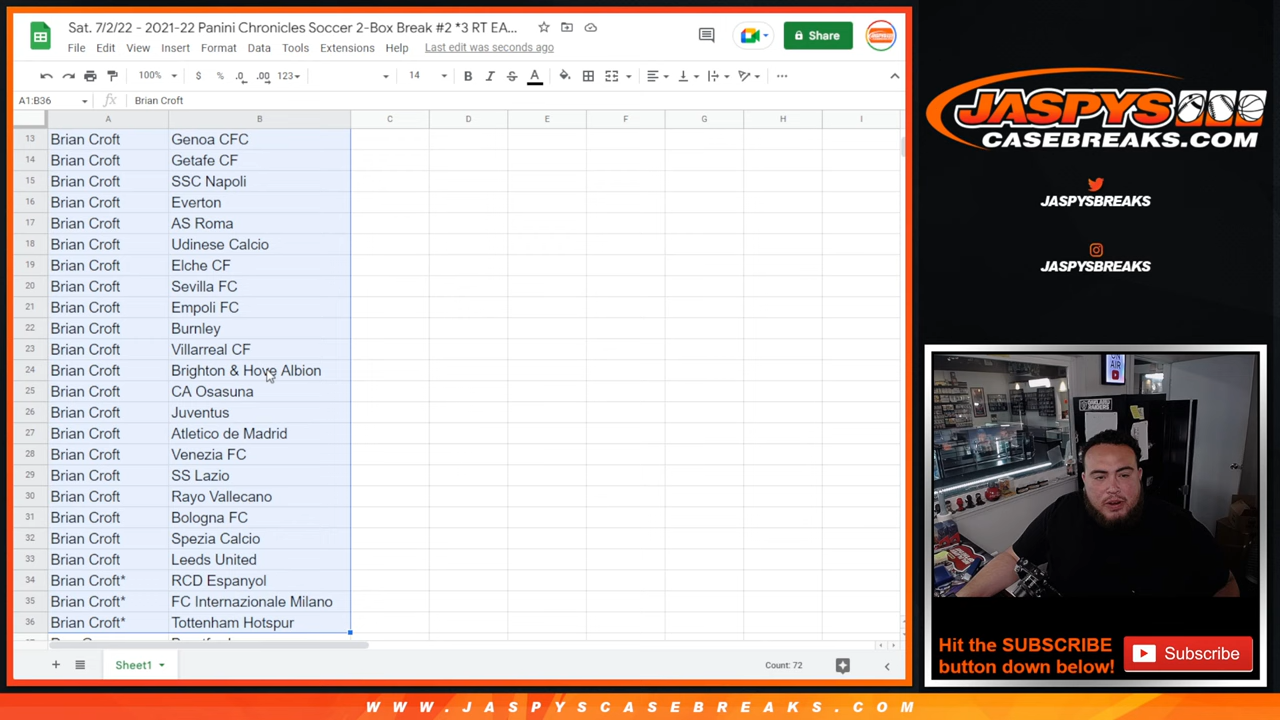 Sat. 7/2/22 - 2021-22 Panini Chronicles Soccer 2-Box Break #2 *3 RT EA...
File Edit View Insert Format Data Tools Extensions Help Last edit was seconds ago
Share
100% $ % .0 .00 123 14 B I S A
A1:B36 fx Brian Croft
A B C D E F G H I
13 Brian Croft Genoa CFC
14 Brian Croft Getafe CF
15 Brian Croft SSC Napoli
16 Brian Croft Everton
17 Brian Croft AS Roma
18 Brian Croft Udinese Calcio
19 Brian Croft Elche CF
20 Brian Croft Sevilla FC
21 Brian Croft Empoli FC
22 Brian Croft Burnley
23 Brian Croft Villarreal CF
24 Brian Croft Brighton & Hove Albion
25 Brian Croft CA Osasuna
26 Brian Croft Juventus
27 Brian Croft Atletico de Madrid
28 Brian Croft Venezia FC
29 Brian Croft SS Lazio
30 Brian Croft Rayo Vallecano
31 Brian Croft Bologna FC
32 Brian Croft Spezia Calcio
33 Brian Croft Leeds United
34 Brian Croft* RCD Espanyol
35 Brian Croft* FC Internazionale Milano
36 Brian Croft* Tottenham Hotspur
Sheet1
Count: 72
JASPYS
CASEBREAKS.COM
JASPYSBREAKS
JASPYSBREAKS
ON AIR
Hit the SUBSCRIBE
button down below!
Subscribe
WWW.JASPYSCASEBREAKS.COM